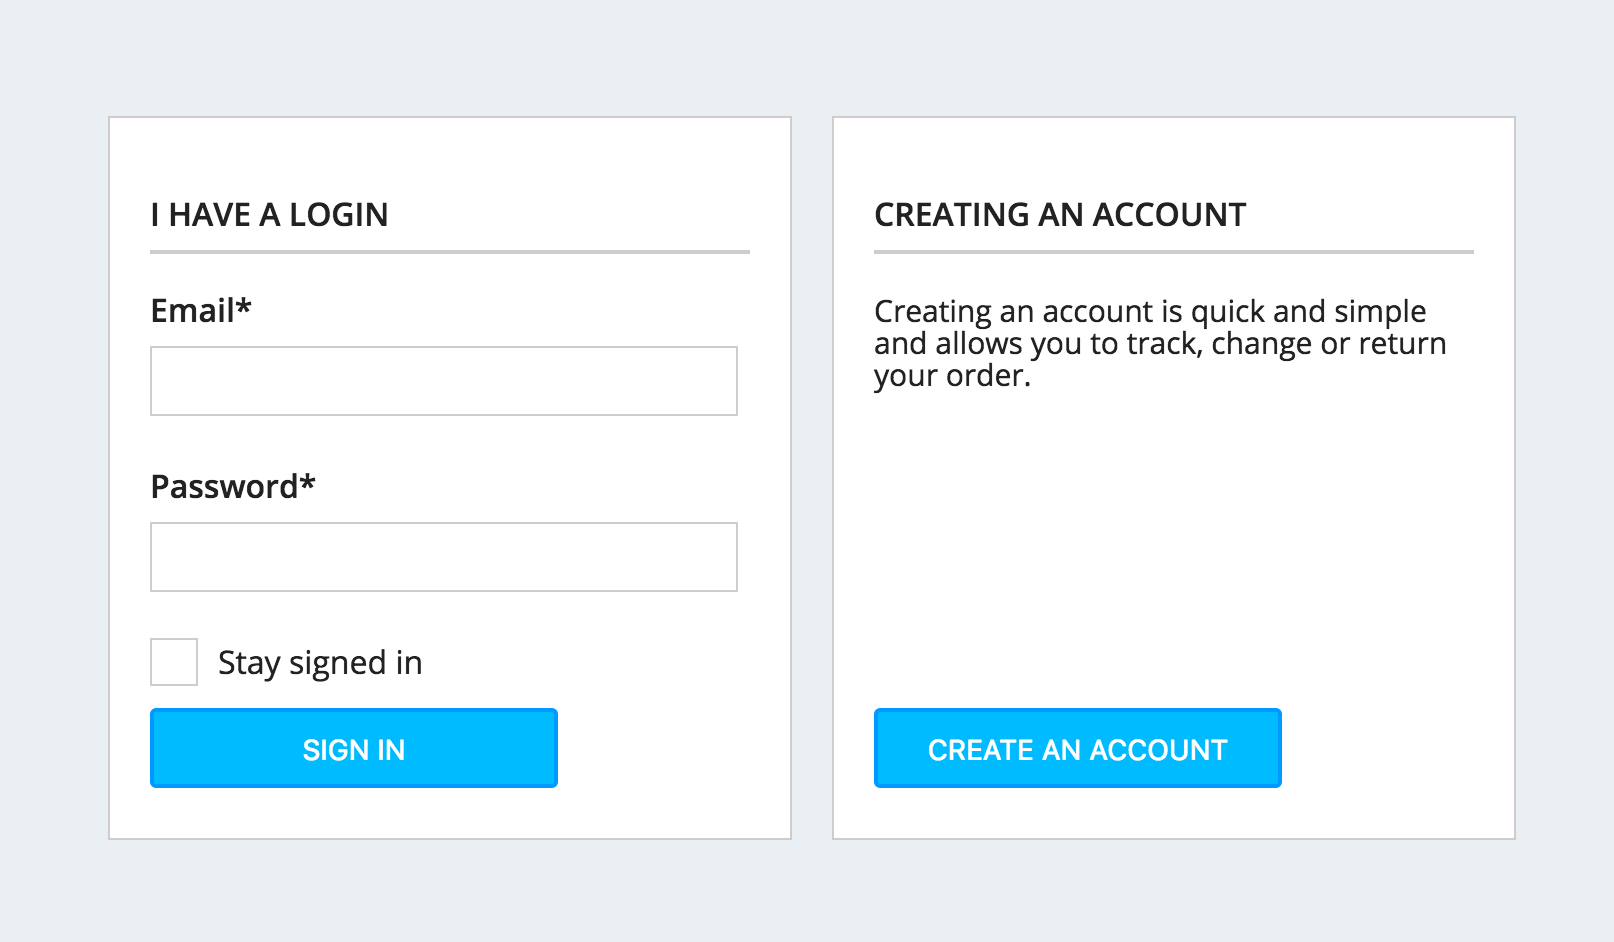 I HAVE A LOGIN
Email*
Password*
Stay signed in
SIGN IN
CREATING AN ACCOUNT
Creating an account is quick and simple
and allows you to track, change or return
your order.
CREATE AN ACCOUNT